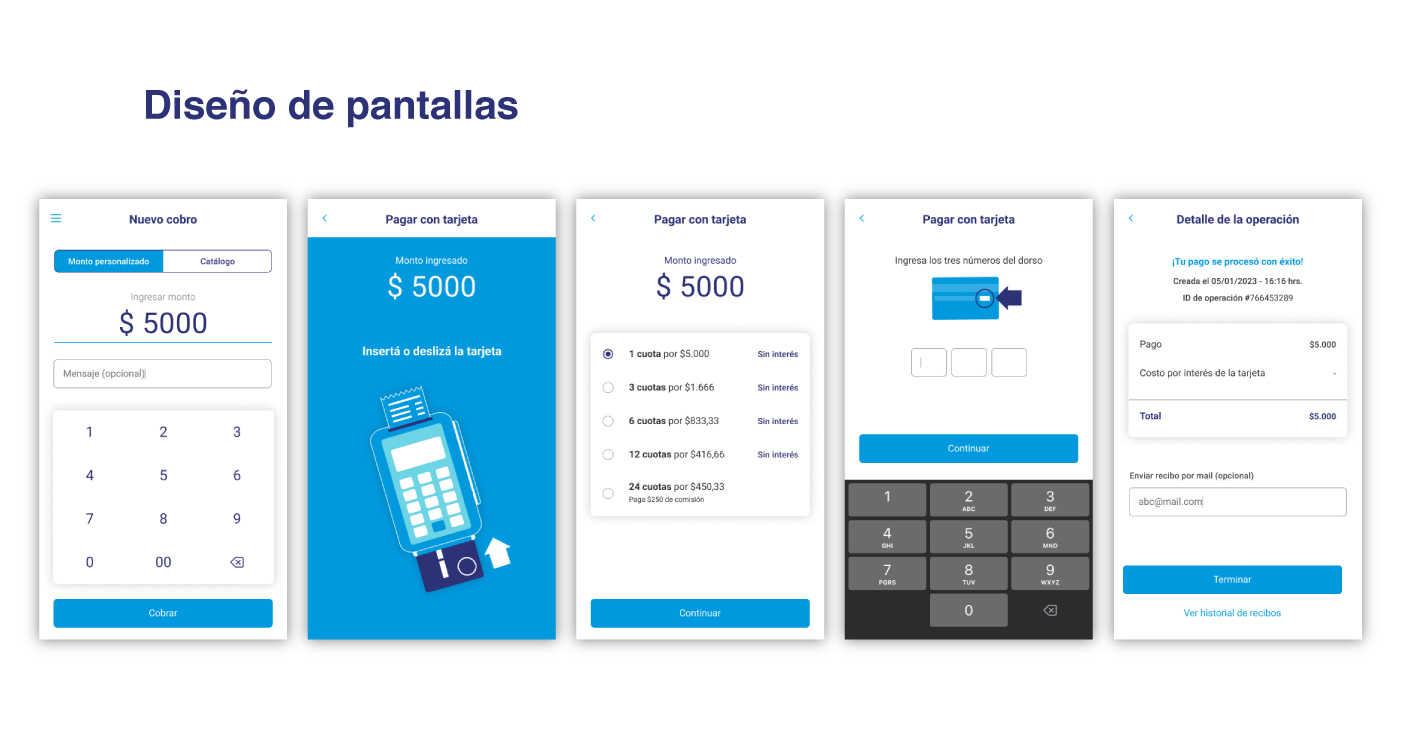 Diseño de pantallas
Nuevo cobro
Monto personalizado
Catálogo
Ingresar monto
$ 5000
Mensaje (opcional)
1 2 3
4 5 6
7 8 9
0 00
Cobrar
Pagar con tarjeta
Monto ingresado
$ 5000
Insertá o deslizá la tarjeta
Pagar con tarjeta
Monto ingresado
$ 5000
1 cuota por $5.000 Sin interés
3 cuotas por $1.666 Sin interés
6 cuotas por $833,33 Sin interés
12 cuotas por $416,66 Sin interés
24 cuotas por $450,33
Paga $250 de comisión
Continuar
Pagar con tarjeta
Ingresa los tres números del dorso
Continuar
1 2 3
ABC DEF
4 5 6
GHI JKL MNO
7 8 9
PQRS TUV WXYZ
0
Detalle de la operación
¡Tu pago se procesó con éxito!
Creada el 05/01/2023 - 16:16 hrs.
ID de operación #766453289
Pago $5.000
Costo por interés de la tarjeta -
Total $5.000
Enviar recibo por mail (opcional)
abc@mail.com
Terminar
Ver historial de recibos